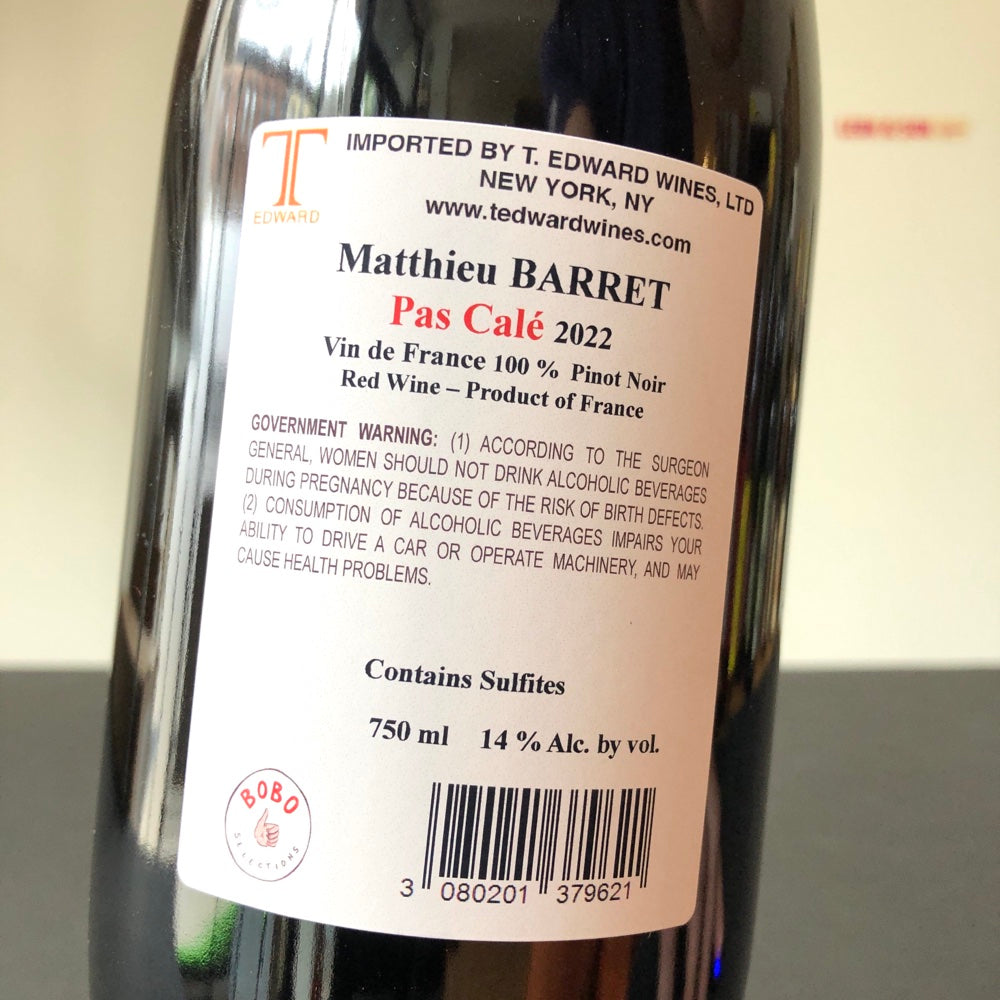 T
EDWARD
IMPORTED BY T. EDWARD WINES, LTD
NEW YORK, NY
www.tedwardwines.com
Matthieu BARRET
Pas Calé 2022
Vin de France 100 % Pinot Noir
Red Wine – Product of France
GOVERNMENT WARNING: (1) ACCORDING TO THE SURGEON
GENERAL, WOMEN SHOULD NOT DRINK ALCOHOLIC BEVERAGES
DURING PREGNANCY BECAUSE OF THE RISK OF BIRTH DEFECTS.
(2) CONSUMPTION OF ALCOHOLIC BEVERAGES IMPAIRS YOUR
ABILITY TO DRIVE A CAR OR OPERATE MACHINERY, AND MAY
CAUSE HEALTH PROBLEMS.
Contains Sulfites
750 ml 14 % Alc. by vol.
BOBO
SELECTIONS
3 080201 379621